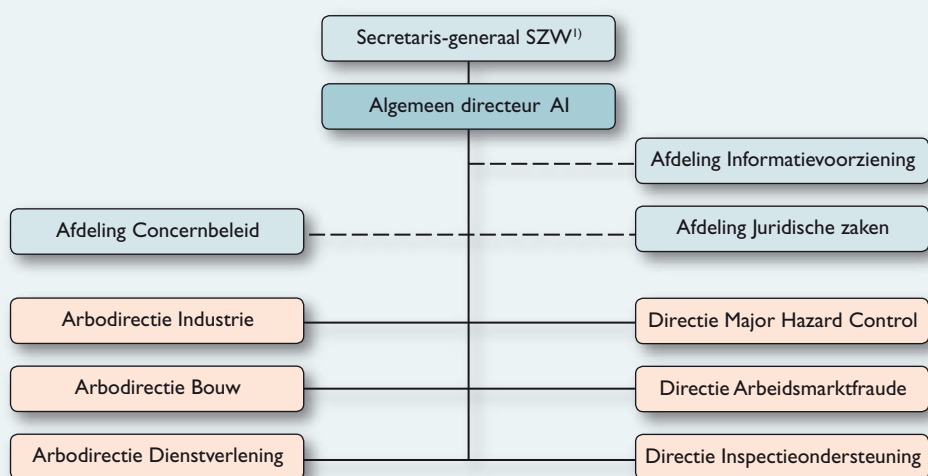 Secretaris-generaal SZW¹⁾
Algemeen directeur AI
Afdeling Informatievoorziening
Afdeling Concernbeleid
Afdeling Juridische zaken
Arbodirectie Industrie
Directie Major Hazard Control
Arbodirectie Bouw
Directie Arbeidsmarktfraude
Arbodirectie Dienstverlening
Directie Inspectieondersteuning